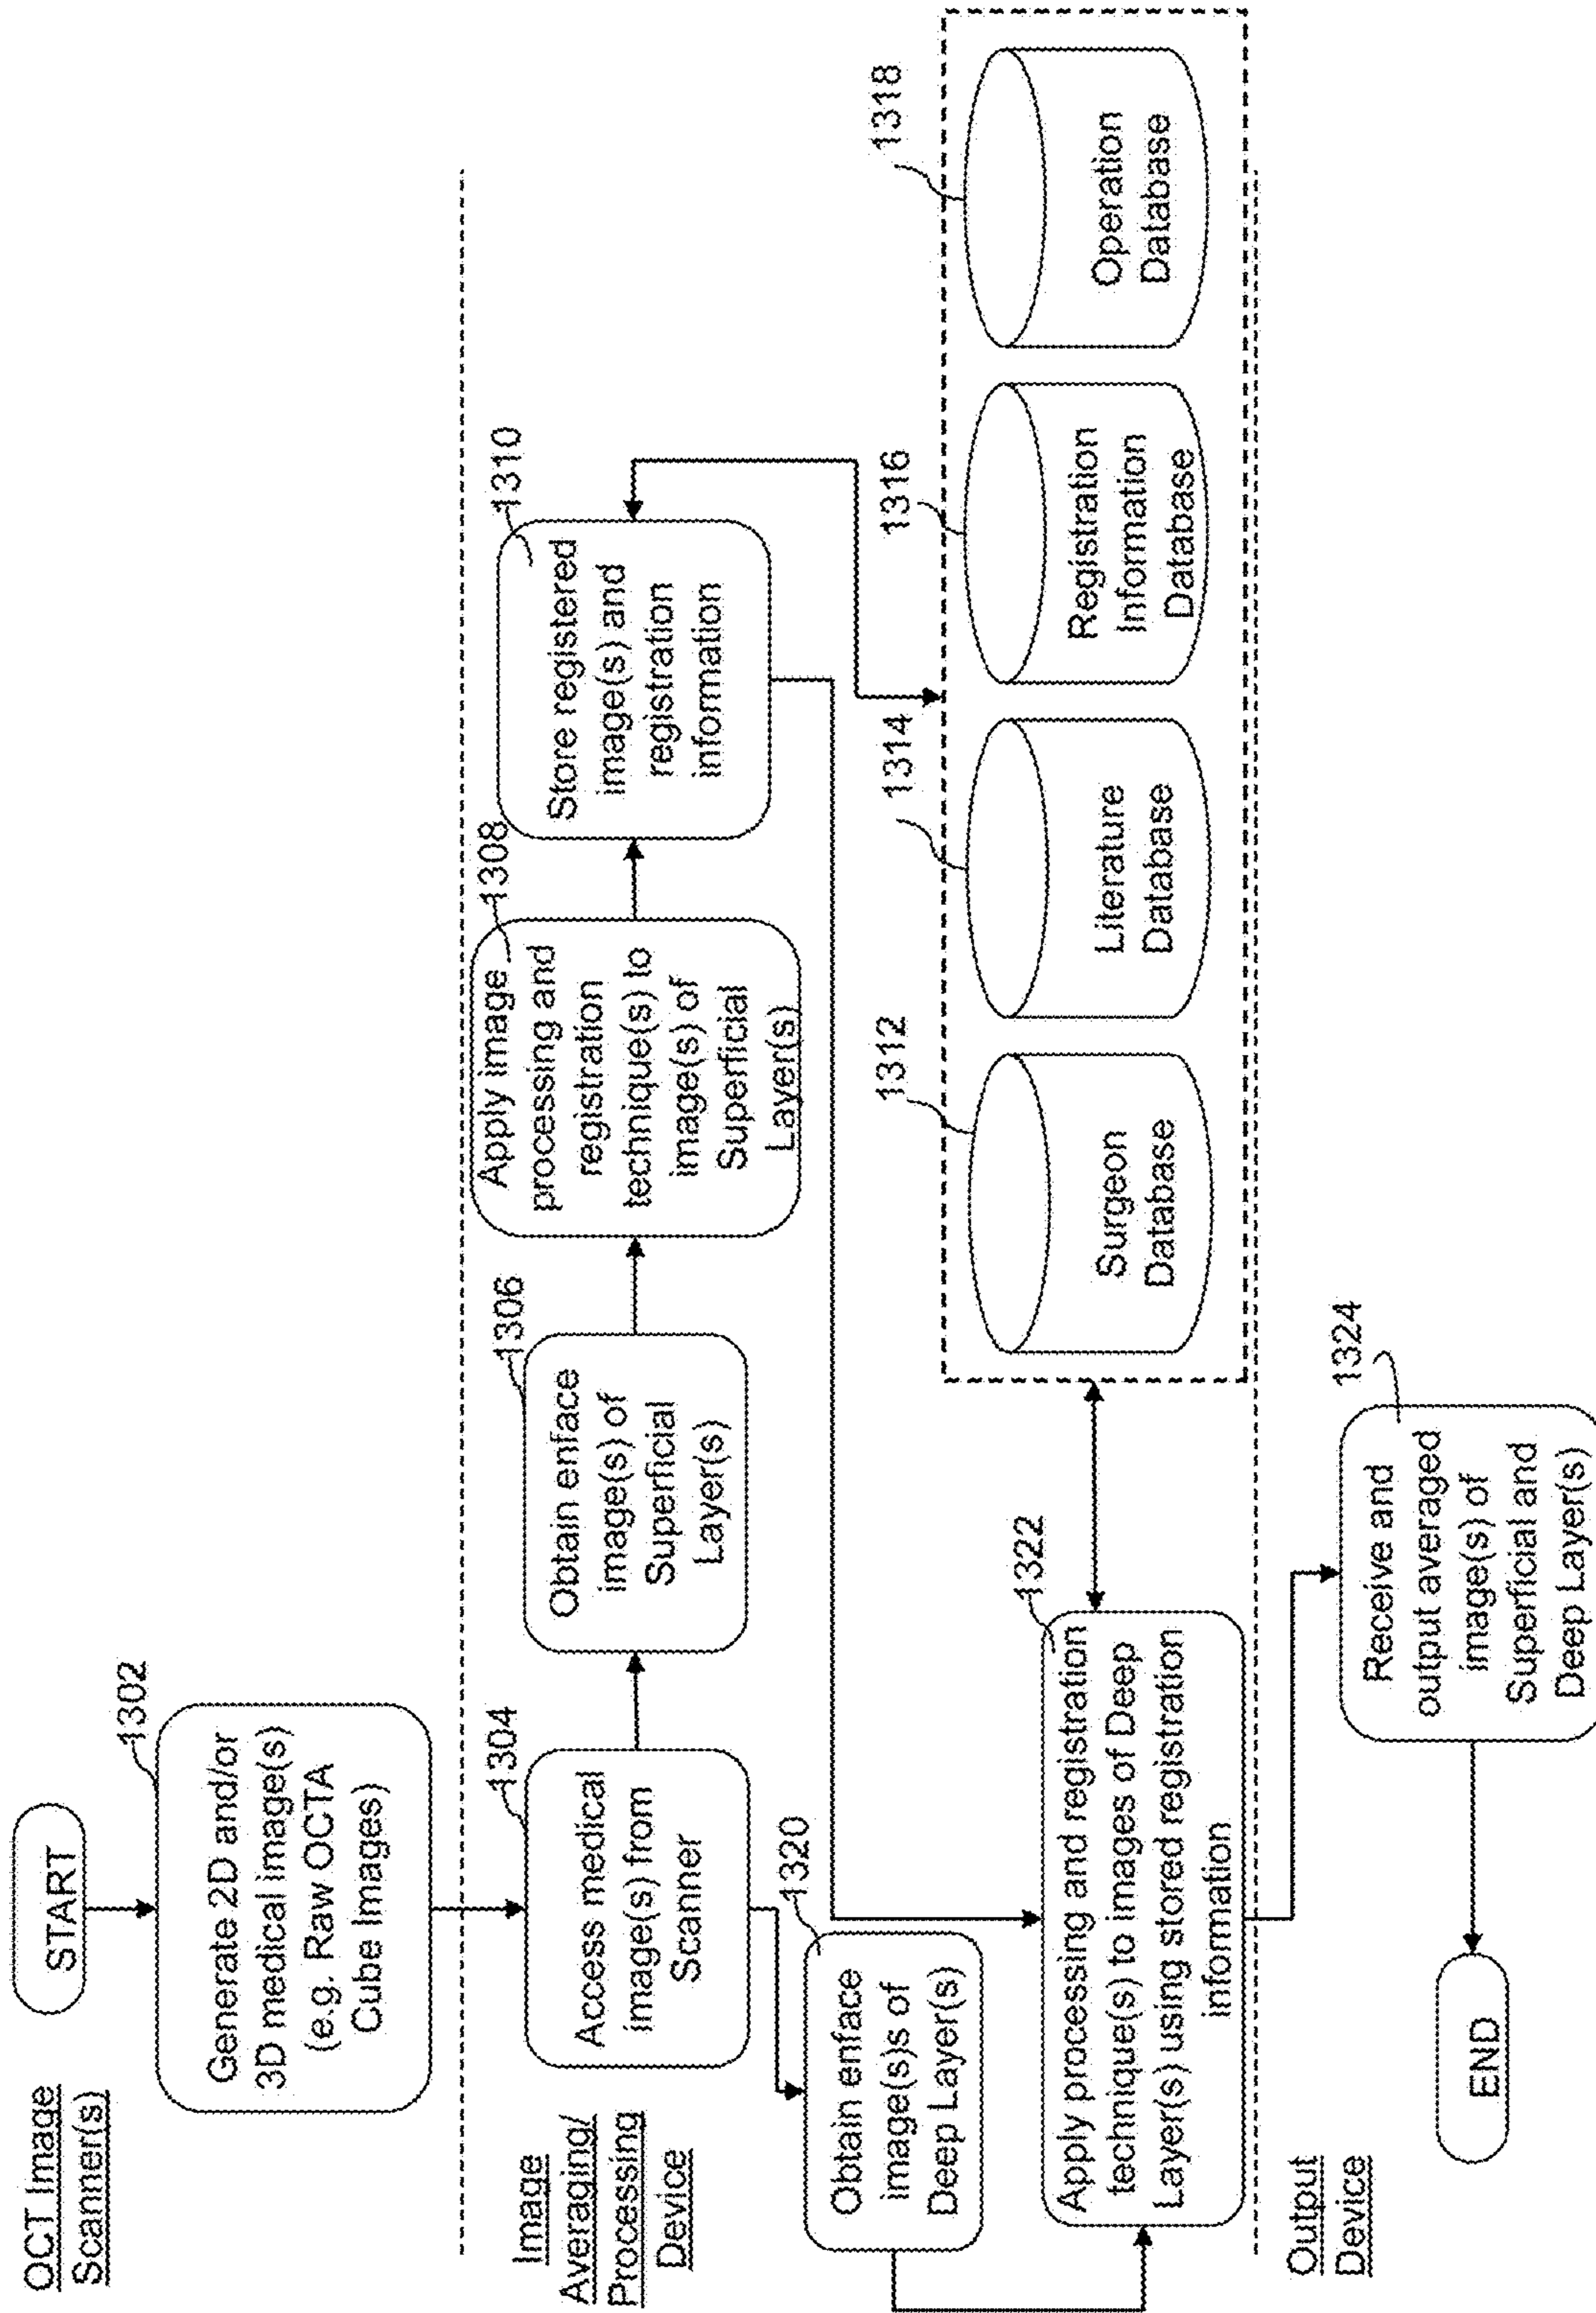 OCT Image
Scanner(s)
START
1302
Generate 2D and/or
3D medical image(s)
(e.g. Raw OCTA
Cube Images)
Image
Averaging/
Processing
Device
1304
Access medical
image(s) from
Scanner
1306
Obtain enface
image(s) of
Superficial
Layer(s)
1308
Apply image
processing and
registration
technique(s) to
image(s) of
Superficial
Layer(s)
1310
Store registered
image(s) and
registration
information
1320
Obtain enface
image(s)s of
Deep Layer(s)
1322
Apply processing and registration
technique(s) to images of Deep
Layer(s) using stored registration
information
1312
Surgeon
Database
1314
Literature
Database
1316
Registration
Information
Database
1318
Operation
Database
Output
Device
1324
Receive and
output averaged
image(s) of
Superficial and
Deep Layer(s)
END